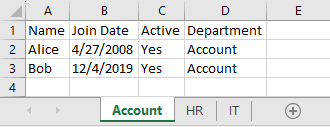 A B C D E
1 Name Join Date Active Department
2 Alice 4/27/2008 Yes Account
3 Bob 12/4/2019 Yes Account
4
Account HR IT